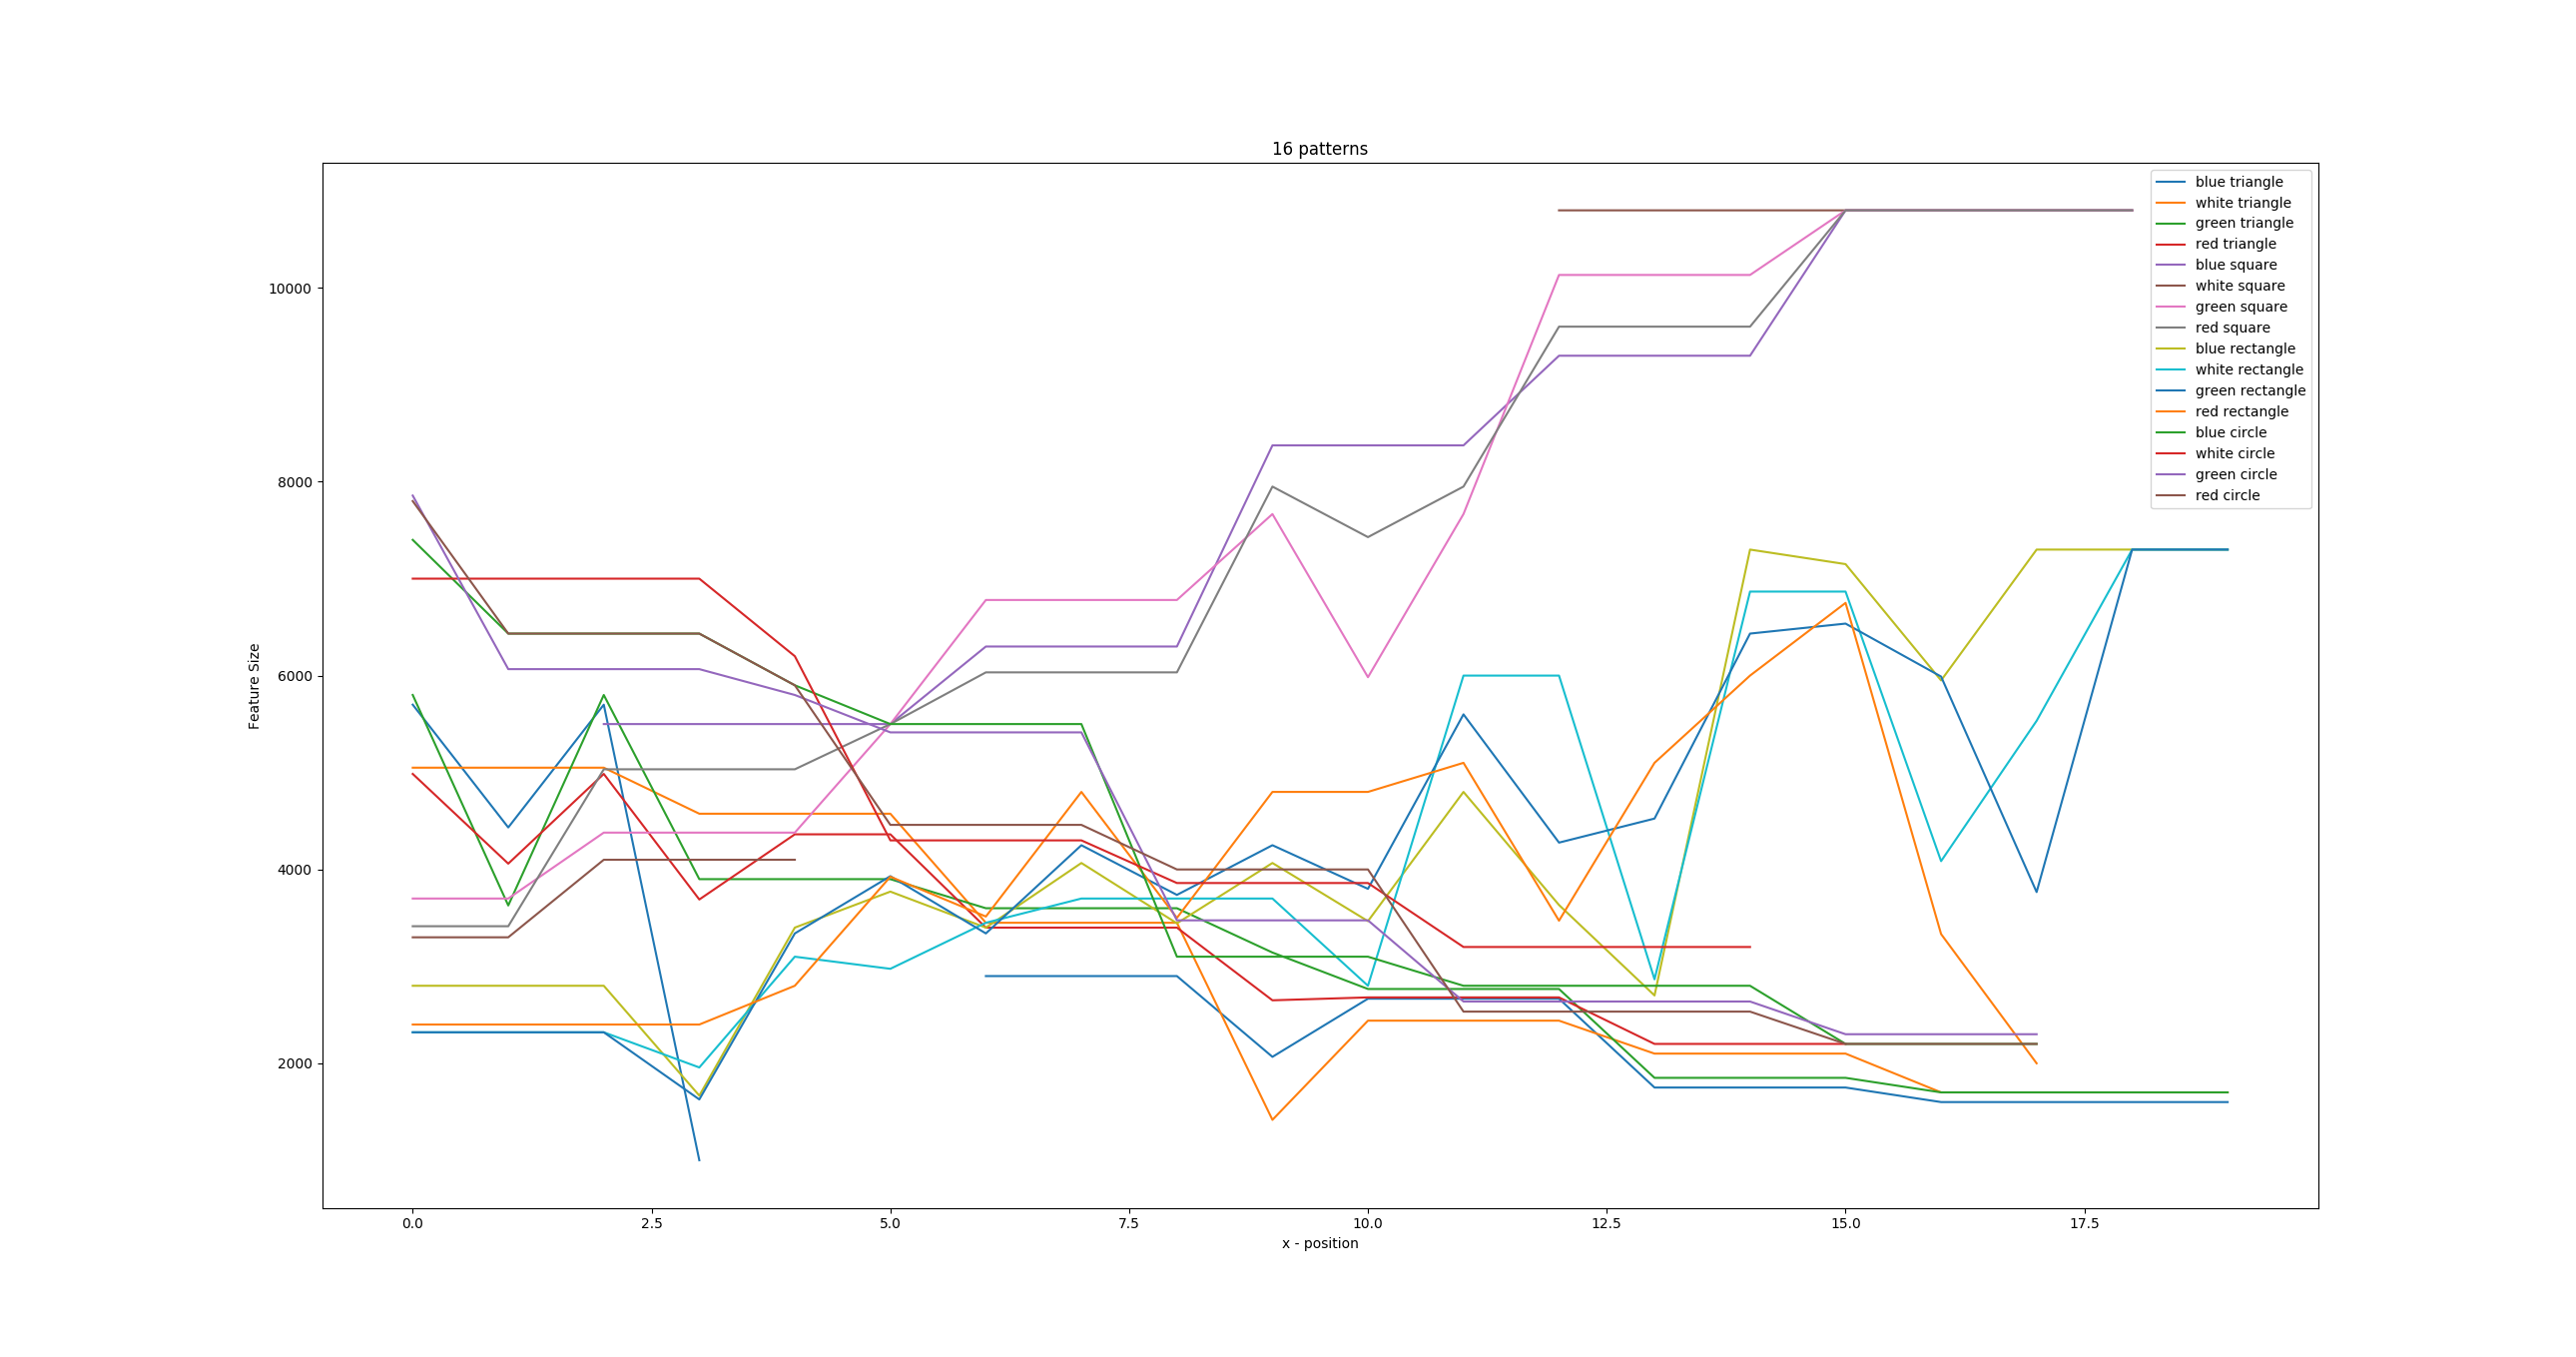 16 patterns
blue triangle
white triangle
green triangle
red triangle
blue square
white square
green square
red square
blue rectangle
white rectangle
green rectangle
red rectangle
blue circle
white circle
green circle
red circle
10000
8000
6000
4000
2000
Feature Size
0.0 2.5 5.0 7.5 10.0 12.5 15.0 17.5
x - position